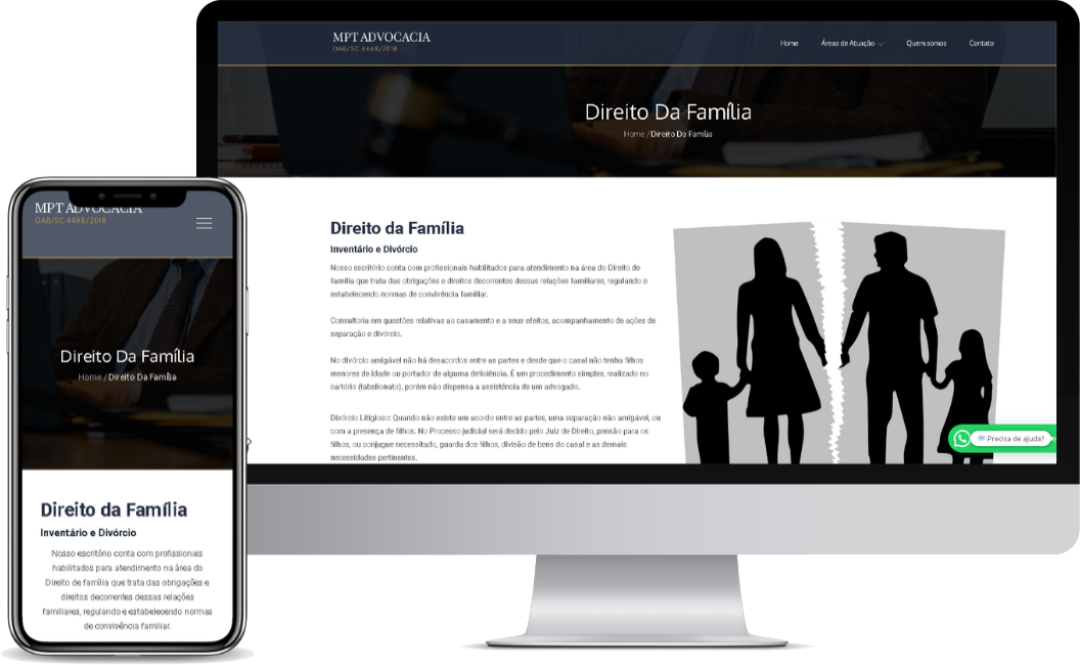 MPT ADVOCACIA
OAB/SC 4468/2018
Home
Áreas de Atuação
Quem somos
Contato
Direito Da Família
Home / Direito Da Família
Direito da Família
Inventário e Divórcio
Nosso escritório conta com profissionais habilitados para atendimento na área do Direito de
família que trata das obrigações e direitos decorrentes dessas relações familiares, regulando e
estabelecendo normas de convivência familiar.
Consultoria em questões relativas ao casamento e a seus efeitos, acompanhamento de ações de
separação e divórcio.
No divórcio amigável não há desacordos entre as partes e desde que o casal não tenha filhos
menores de idade ou portador de alguma deficiência. É um procedimento simples, realizado no
cartório (tabelionato), porém não dispensa a assistência de um advogado.
Divórcio Litigioso: Quando não existe um acordo entre as partes, uma separação não amigável, ou
com a presença de filhos. No Processo judicial será decido pelo Juiz de Direito, pensão para os
filhos, ou conjugue necessitado, guarda dos filhos, divisão de bens do casal e as demais
necessidades pertinentes.
Precisa de ajuda?
MPT ADVOCACIA
OAB/SC 4468/2018
Direito Da Família
Home / Direito Da Família
Direito da Família
Inventário e Divórcio
Nosso escritório conta com profissionais
habilitados para atendimento na área do
Direito de família que trata das obrigações e
direitos decorrentes dessas relações
familiares, regulando e estabelecendo normas
de convivência familiar.